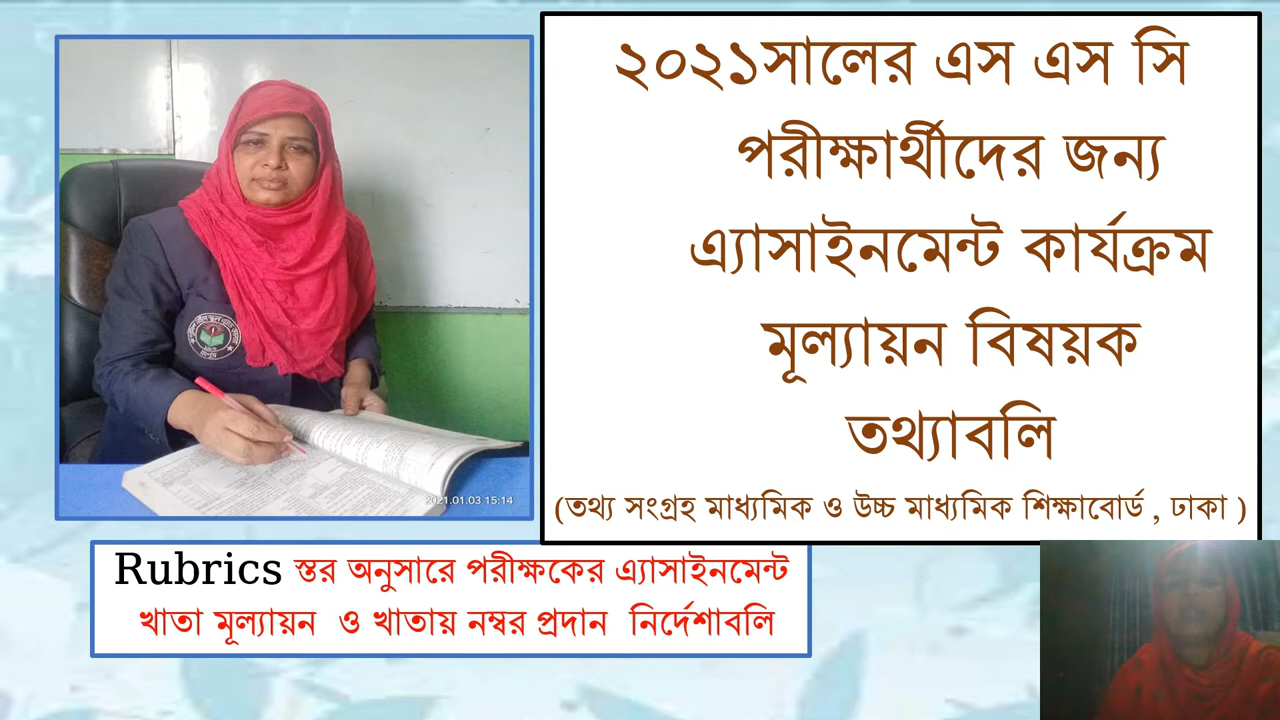 ২০২১সালের এস এস সি
পরীক্ষার্থীদের জন্য
এ্যাসাইনমেন্ট কার্যক্রম
মূল্যায়ন বিষয়ক
তথ্যাবলি
(তথ্য সংগ্রহ মাধ্যমিক ও উচ্চ মাধ্যমিক শিক্ষাবোর্ড , ঢাকা )
2021.01.03 15:14
Rubrics স্তর অনুসারে পরীক্ষকের এ্যাসাইনমেন্ট
খাতা মূল্যায়ন ও খাতায় নম্বর প্রদান নির্দেশাবলি